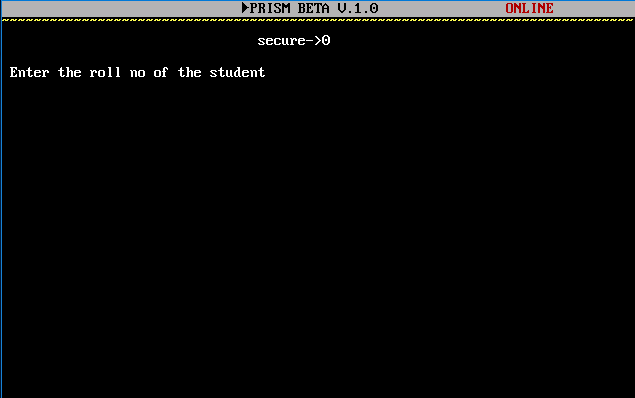 ►PRISM BETA V.1.0 ONLINE
secure->0
Enter the roll no of the student